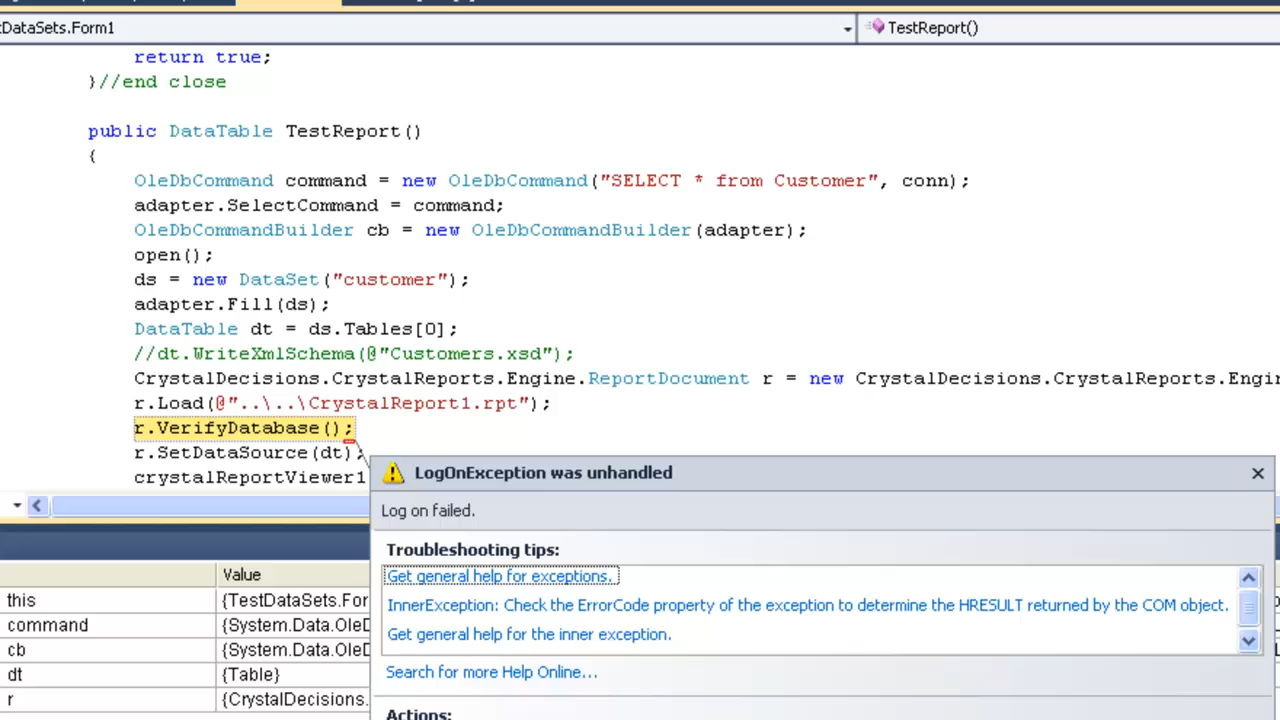 DataSets.Form1
TestReport()
return true;
}//end close
public DataTable TestReport()
{
OleDbCommand command = new OleDbCommand("SELECT * from Customer", conn);
adapter.SelectCommand = command;
OleDbCommandBuilder cb = new OleDbCommandBuilder(adapter);
open();
ds = new DataSet("customer");
adapter.Fill(ds);
DataTable dt = ds.Tables[0];
//dt.WriteXmlSchema(@"Customers.xsd");
CrystalDecisions.CrystalReports.Engine.ReportDocument r = new CrystalDecisions.CrystalReports.Engin
r.Load(@"..\..\CrystalReport1.rpt");
r.VerifyDatabase();
r.SetDataSource(dt);
crystalReportViewer1
LogOnException was unhandled
Log on failed.
Troubleshooting tips:
Get general help for exceptions.
InnerException: Check the ErrorCode property of the exception to determine the HRESULT returned by the COM object.
Get general help for the inner exception.
Search for more Help Online...
Actions:
Value
this {TestDataSets.For
command {System.Data.OleD
cb {System.Data.OleD
dt {Table}
r {CrystalDecisions.